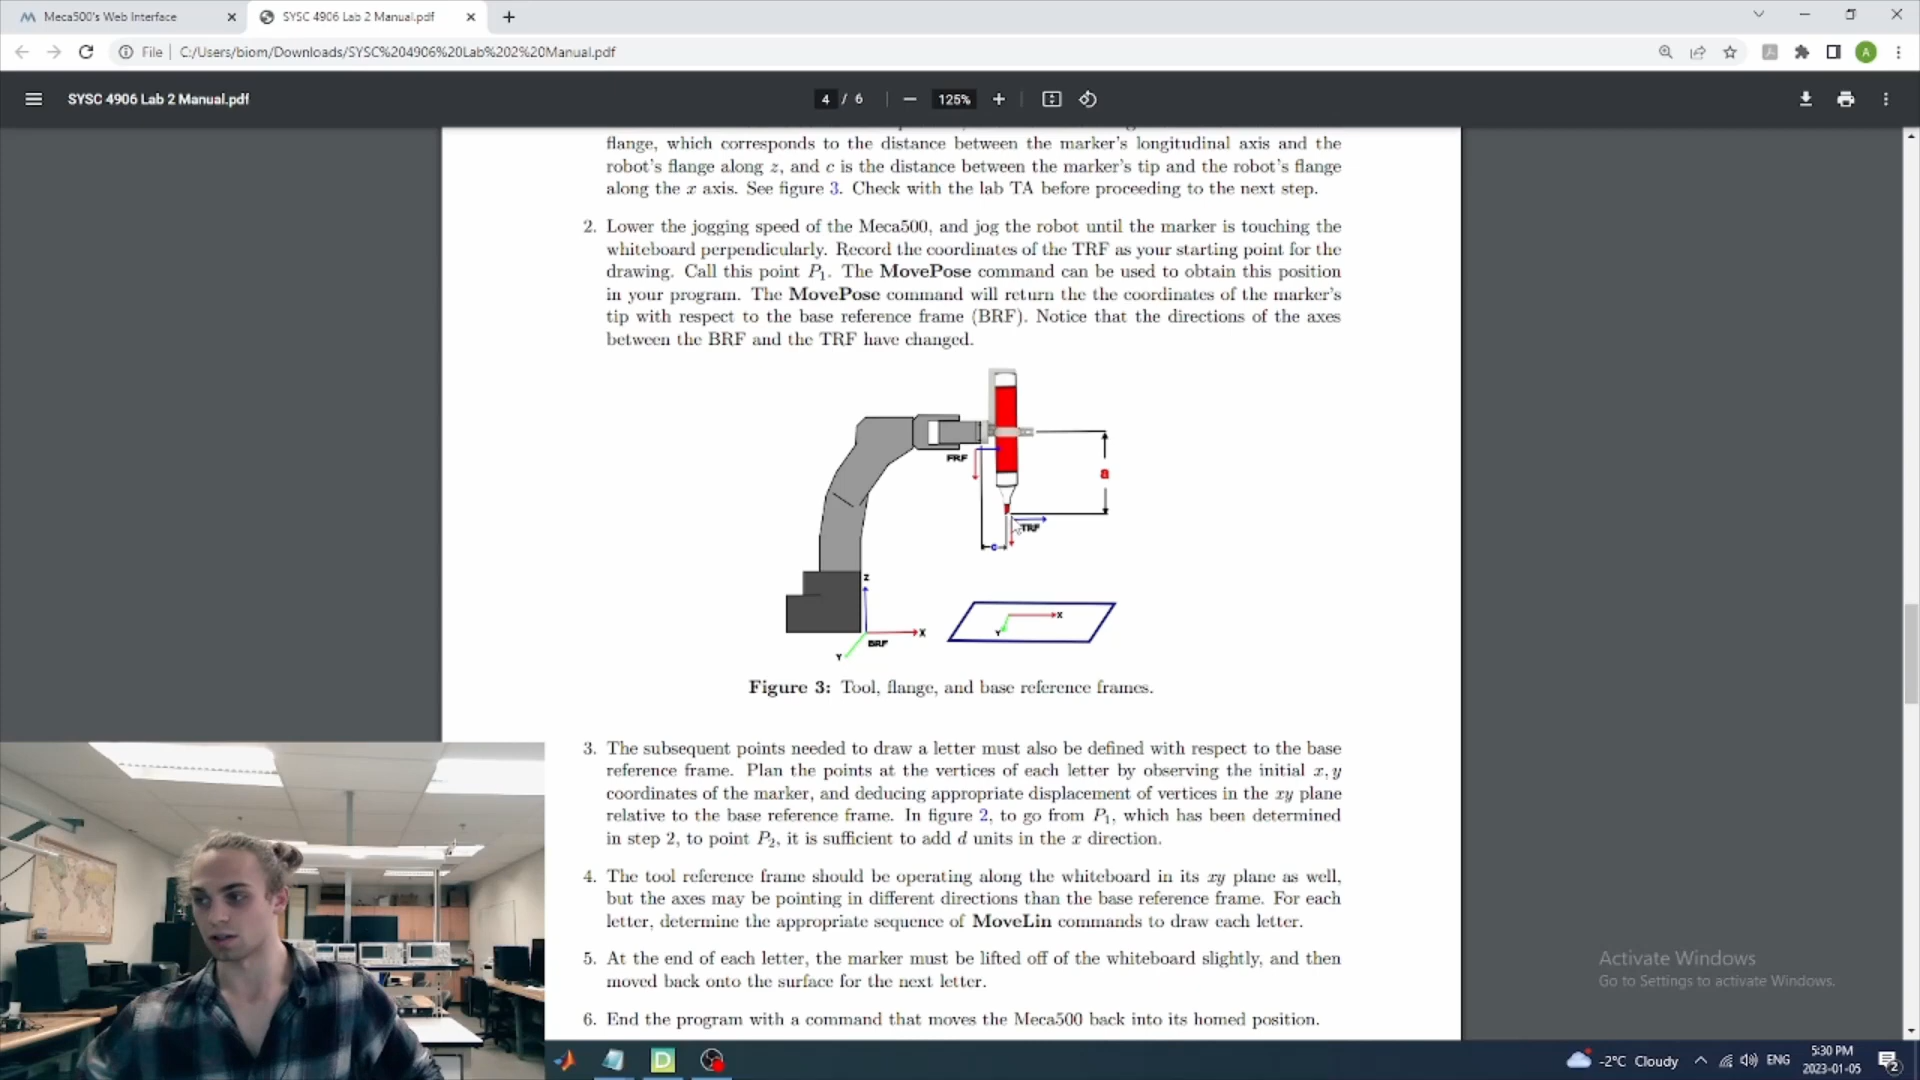 Meca500's Web Interface
SYSC 4906 Lab 2 Manual.pdf
File | C:/Users/biom/Downloads/SYSC%204906%20Lab%202%20Manual.pdf
A
SYSC 4906 Lab 2 Manual.pdf
4 / 6
125%
flange, which corresponds to the distance between the marker's longitudinal axis and the
robot's flange along z, and c is the distance between the marker's tip and the robot's flange
along the x axis. See figure 3. Check with the lab TA before proceeding to the next step.
2. Lower the jogging speed of the Meca500, and jog the robot until the marker is touching the
whiteboard perpendicularly. Record the coordinates of the TRF as your starting point for the
drawing. Call this point P₁. The MovePose command can be used to obtain this position
in your program. The MovePose command will return the the coordinates of the marker's
tip with respect to the base reference frame (BRF). Notice that the directions of the axes
between the BRF and the TRF have changed.
FRF
a
TRF
c
Z
X
BRF
Y
X
Y
Figure 3: Tool, flange, and base reference frames.
3. The subsequent points needed to draw a letter must also be defined with respect to the base
reference frame. Plan the points at the vertices of each letter by observing the initial x, y
coordinates of the marker, and deducing appropriate displacement of vertices in the xy plane
relative to the base reference frame. In figure 2, to go from P₁, which has been determined
in step 2, to point P₂, it is sufficient to add d units in the x direction.
4. The tool reference frame should be operating along the whiteboard in its xy plane as well,
but the axes may be pointing in different directions than the base reference frame. For each
letter, determine the appropriate sequence of MoveLin commands to draw each letter.
5. At the end of each letter, the marker must be lifted off of the whiteboard slightly, and then
moved back onto the surface for the next letter.
6. End the program with a command that moves the Meca500 back into its homed position.
Activate Windows
Go to Settings to activate Windows.
D
-2°C Cloudy
ENG
5:30 PM
2023-01-05
2